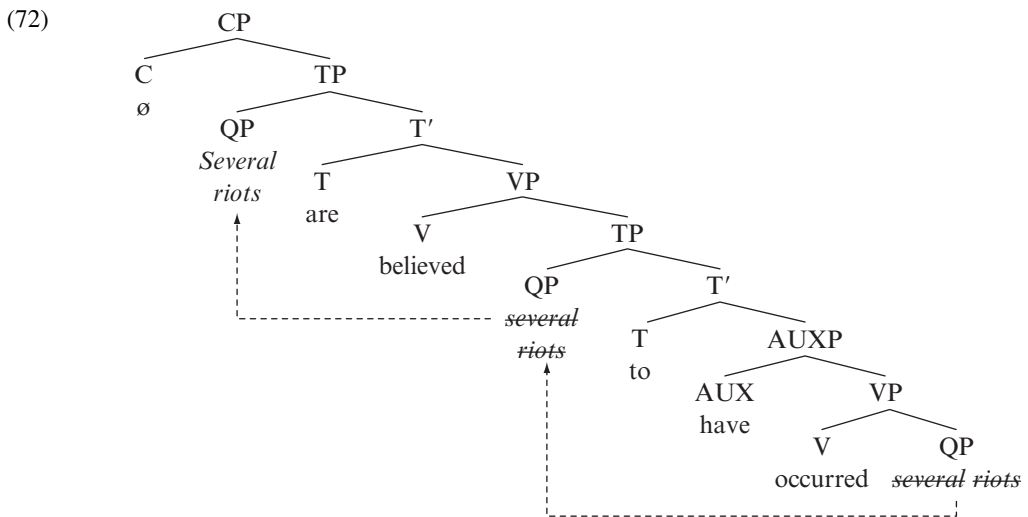 (72)
CP
C TP
ø
QP T′
Several
riots T VP
are
V TP
believed
QP T′
several
riots T AUXP
to
AUX VP
have
V QP
occurred several riots